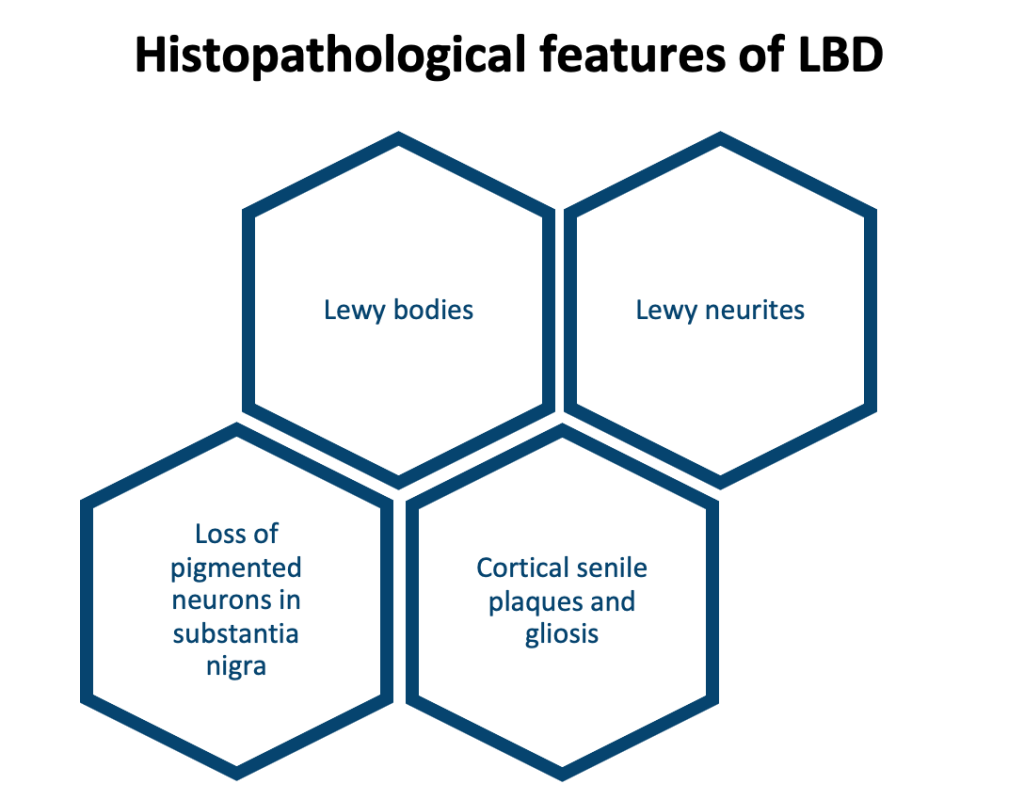 Histopathological features of LBD
Lewy bodies
Lewy neurites
Loss of
pigmented
neurons in
substantia
nigra
Cortical senile
plaques and
gliosis